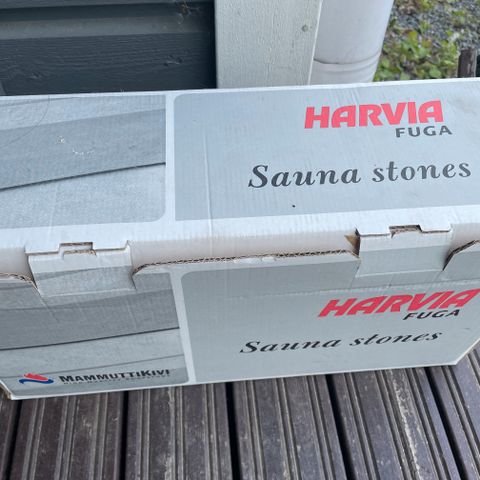 HARVIA
FUGA
Sauna stones
HARVIA
FUGA
Sauna stones
MAMMUTTIKIVI